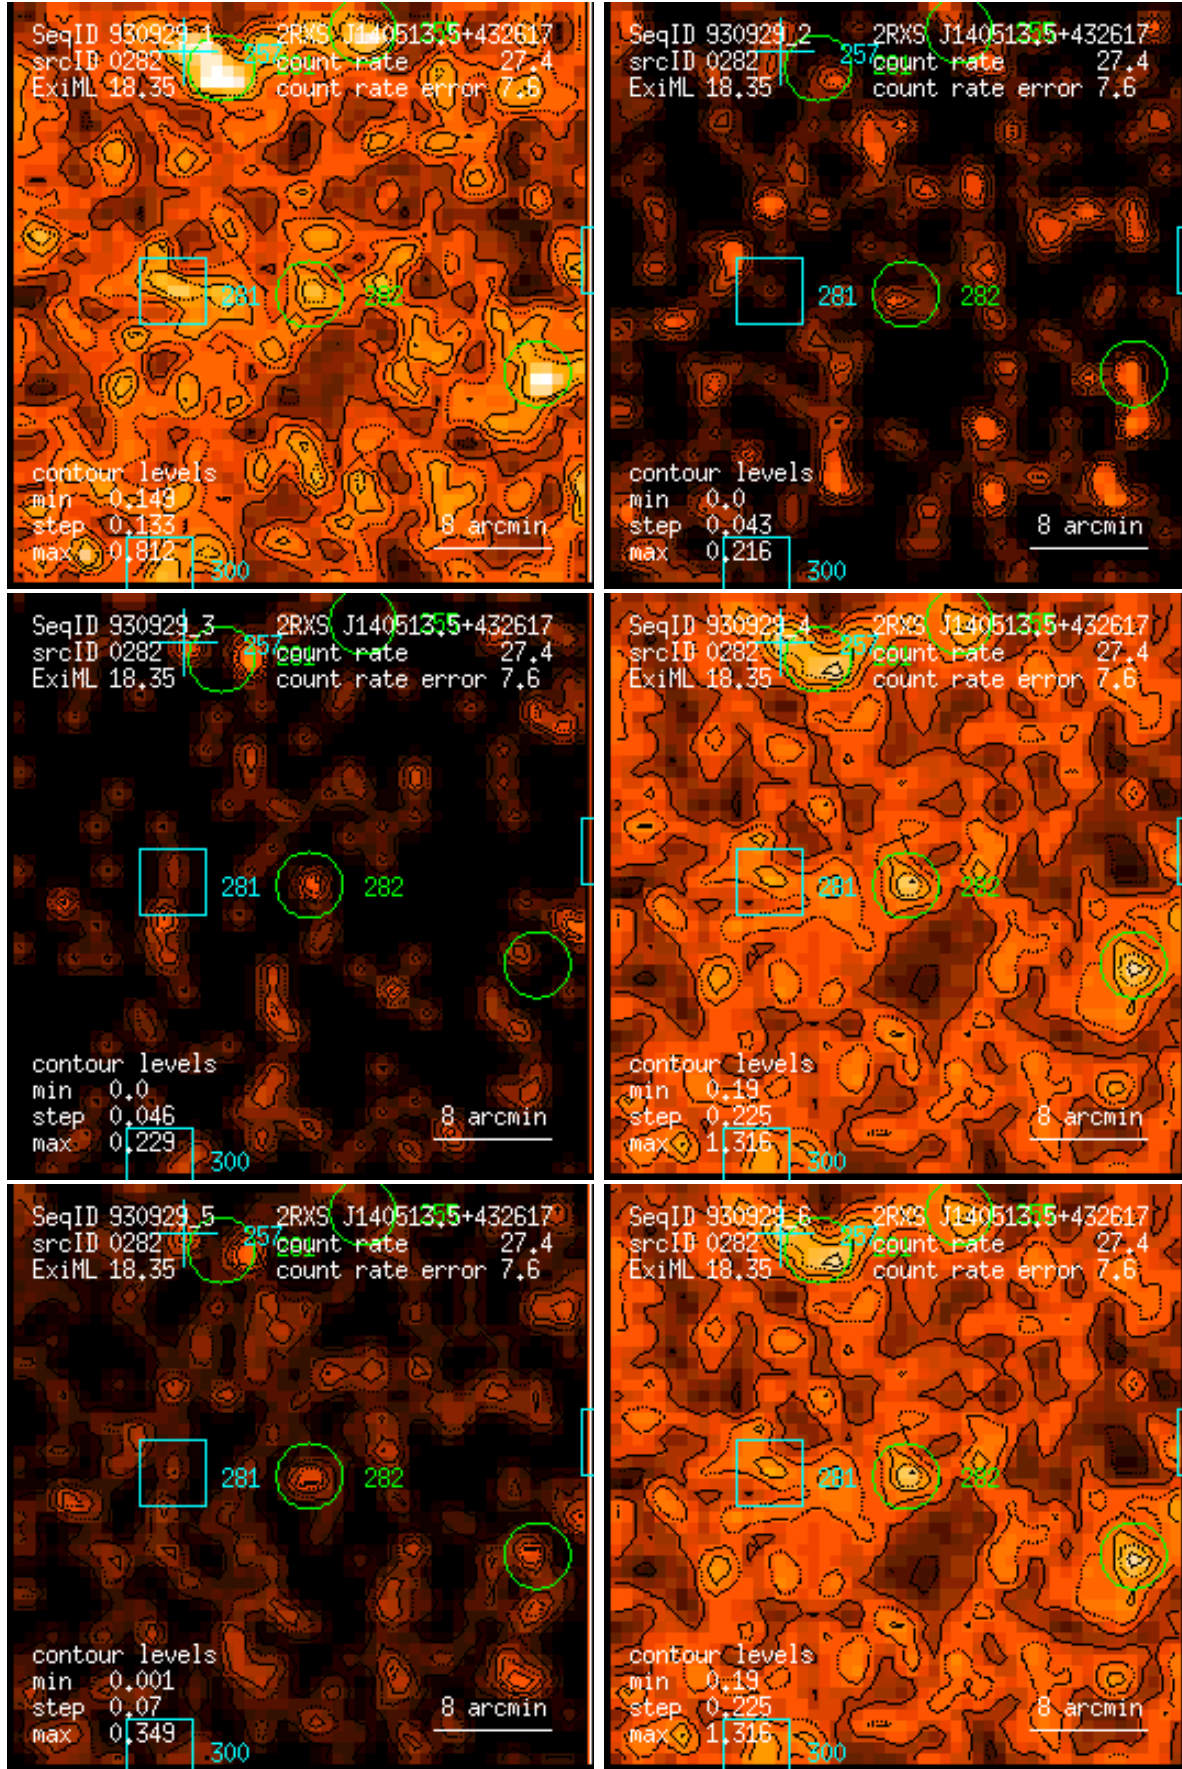 SeqID 930929_1 2RXS J140513.5+432617
srcID 0282 257 count rate 27.4
ExiML 18.35 count rate error 7.6
281 282
contour levels
min 0.149
step 0.133 8 arcmin
max 0.812
300
SeqID 930929_2 2RXS J140513.5+432617
srcID 0282 257 count rate 27.4
ExiML 18.35 count rate error 7.6
281 282
contour levels
min 0.0
step 0.043 8 arcmin
max 0.216
300
SeqID 930929_3 2RXS J140513.5+432617
srcID 0282 257 count rate 27.4
ExiML 18.35 count rate error 7.6
281 282
contour levels
min 0.0
step 0.046 8 arcmin
max 0.229
300
SeqID 930929_4 2RXS J140513.5+432617
srcID 0282 257 count rate 27.4
ExiML 18.35 count rate error 7.6
281 282
contour levels
min 0.19
step 0.225 8 arcmin
max 1.316
300
SeqID 930929_5 2RXS J140513.5+432617
srcID 0282 257 count rate 27.4
ExiML 18.35 count rate error 7.6
281 282
contour levels
min 0.001
step 0.07 8 arcmin
max 0.349
300
SeqID 930929_6 2RXS J140513.5+432617
srcID 0282 257 count rate 27.4
ExiML 18.35 count rate error 7.6
281 282
contour levels
min 0.19
step 0.225 8 arcmin
max 1.316
300